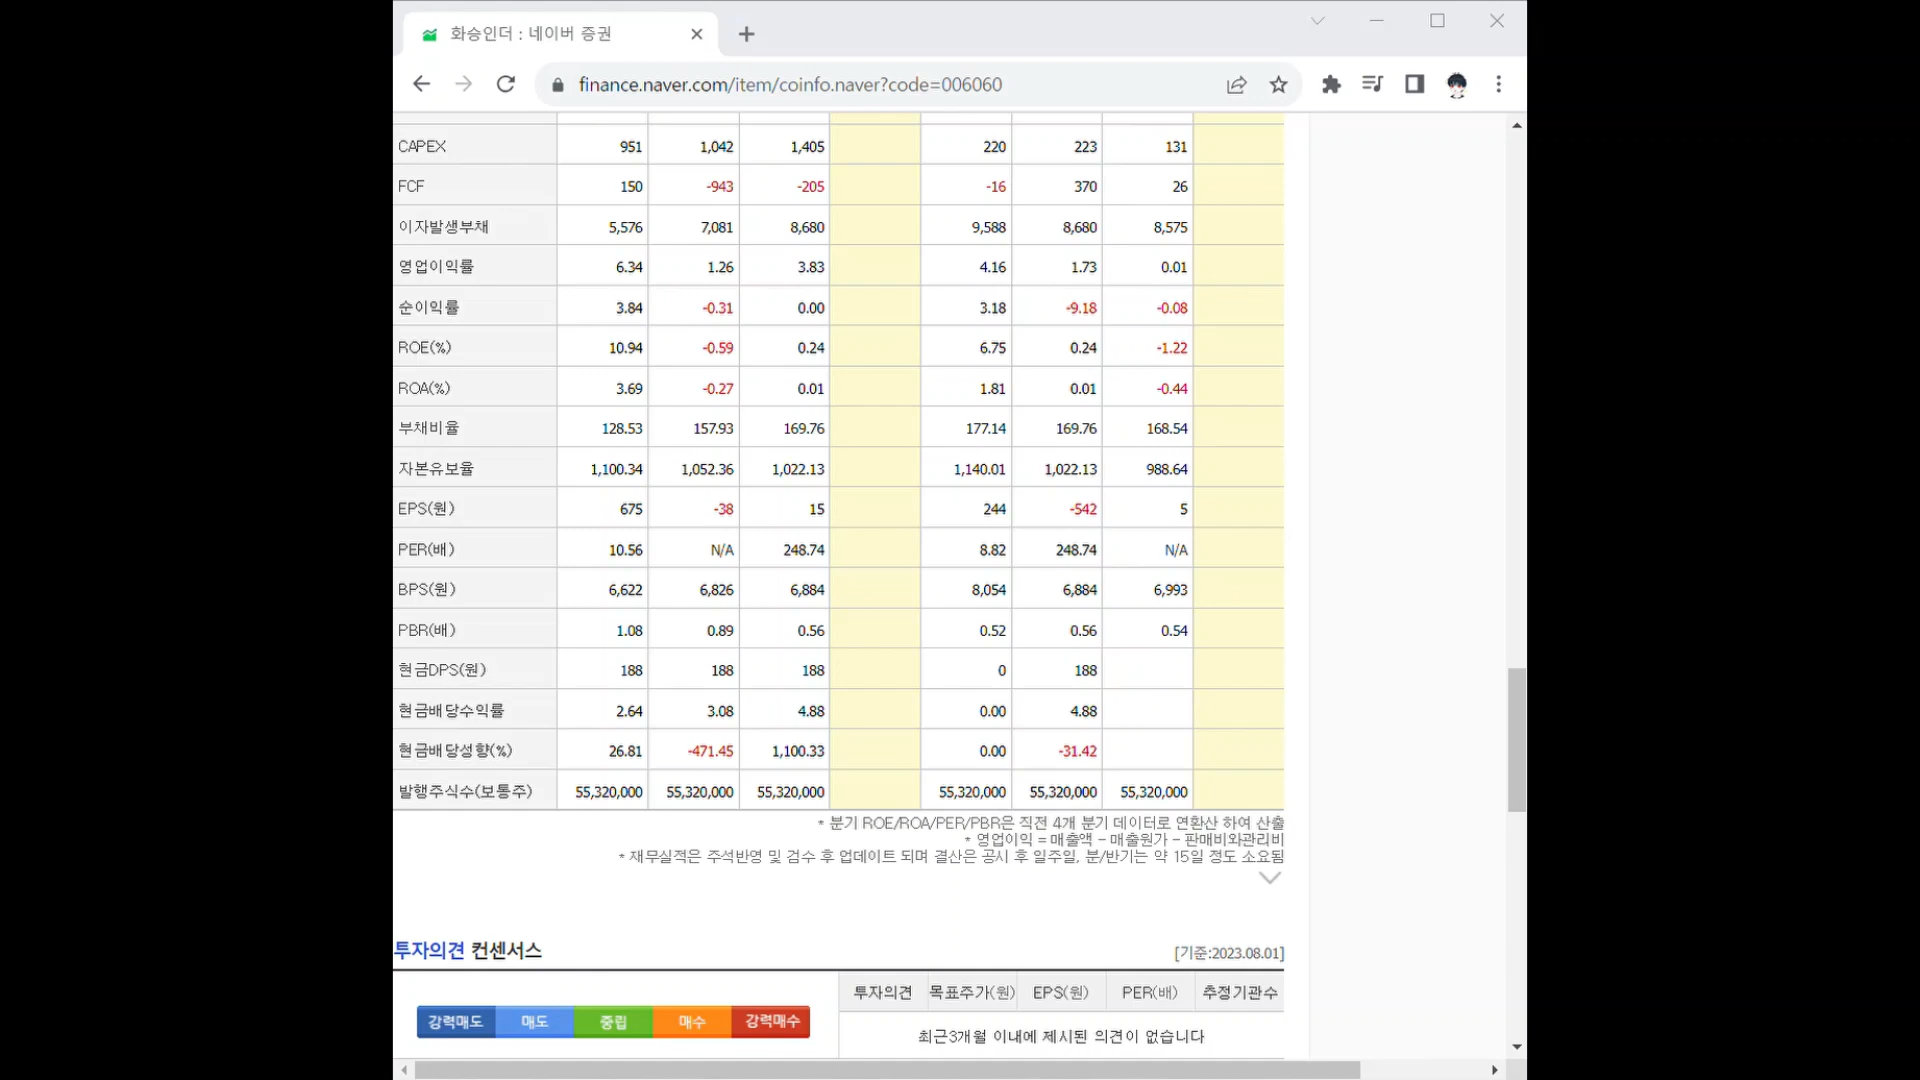 화승인더 : 네이버 증권
finance.naver.com/item/coinfo.naver?code=006060
CAPEX 951 1,042 1,405 220 223 131
FCF 150 -943 -205 -16 370 26
이자발생부채 5,576 7,081 8,680 9,588 8,680 8,575
영업이익률 6.34 1.26 3.83 4.16 1.73 0.01
순이익률 3.84 -0.31 0.00 3.18 -9.18 -0.08
ROE(%) 10.94 -0.59 0.24 6.75 0.24 -1.22
ROA(%) 3.69 -0.27 0.01 1.81 0.01 -0.44
부채비율 128.53 157.93 169.76 177.14 169.76 168.54
자본유보율 1,100.34 1,052.36 1,022.13 1,140.01 1,022.13 988.64
EPS(원) 675 -38 15 244 -542 5
PER(배) 10.56 N/A 248.74 8.82 248.74 N/A
BPS(원) 6,622 6,826 6,884 8,054 6,884 6,993
PBR(배) 1.08 0.89 0.56 0.52 0.56 0.54
현금DPS(원) 188 188 188 0 188
현금배당수익률 2.64 3.08 4.88 0.00 4.88
현금배당성향(%) 26.81 -471.45 1,100.33 0.00 -31.42
발행주식수(보통주) 55,320,000 55,320,000 55,320,000 55,320,000 55,320,000 55,320,000
* 분기 ROE/ROA/PER/PBR은 직전 4개 분기 데이터로 연환산 하여 산출
* 영업이익 = 매출액 - 매출원가 - 판매비와관리비
* 재무실적은 주석반영 및 검수 후 업데이트 되며 결산은 공시 후 일주일, 분/반기는 약 15일 정도 소요됨
투자의견 컨센서스 [기준:2023.08.01]
강력매도 매도 중립 매수 강력매수
투자의견 목표주가(원) EPS(원) PER(배) 추정기관수
최근3개월 이내에 제시된 의견이 없습니다